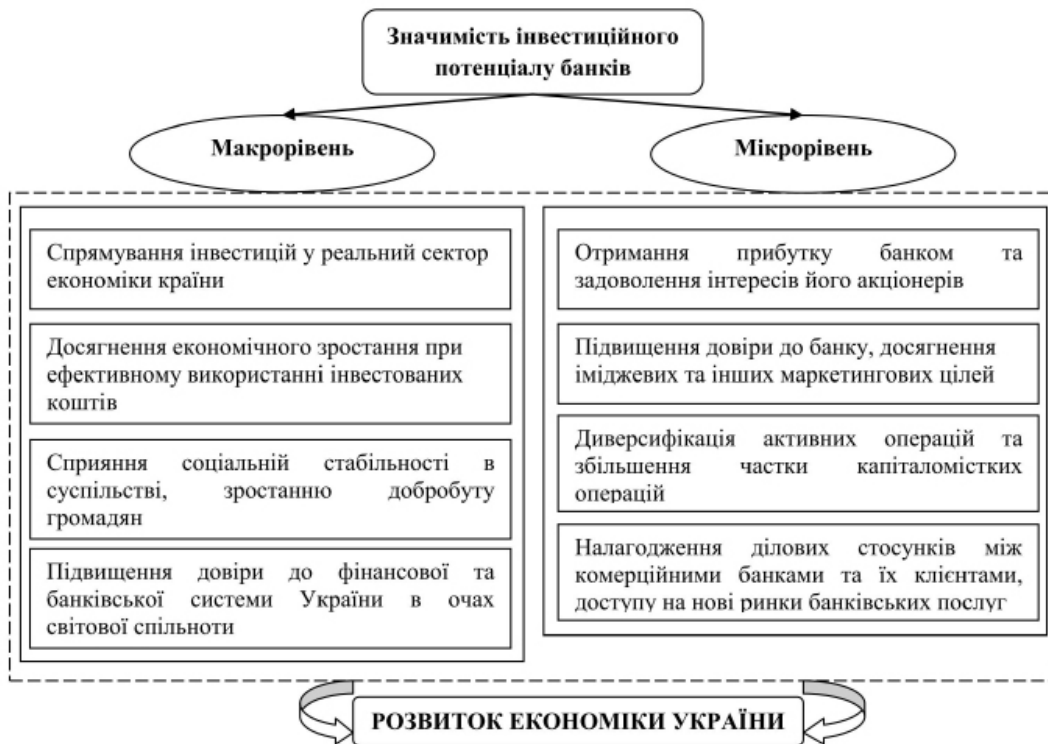 Значимість інвестиційного
потенціалу банків
Макрорівень
Мікрорівень
Спрямування інвестицій у реальний сектор
економіки країни
Досягнення економічного зростання при
ефективному використанні інвестованих
коштів
Сприяння соціальній стабільності в
суспільстві, зростанню добробуту
громадян
Підвищення довіри до фінансової та
банківської системи України в очах
світової спільноти
Отримання прибутку банком та
задоволення інтересів його акціонерів
Підвищення довіри до банку, досягнення
іміджевих та інших маркетингових цілей
Диверсифікація активних операцій та
збільшення частки капіталомістких
операцій
Налагодження ділових стосунків між
комерційними банками та їх клієнтами,
доступу на нові ринки банківських послуг
РОЗВИТОК ЕКОНОМІКИ УКРАЇНИ